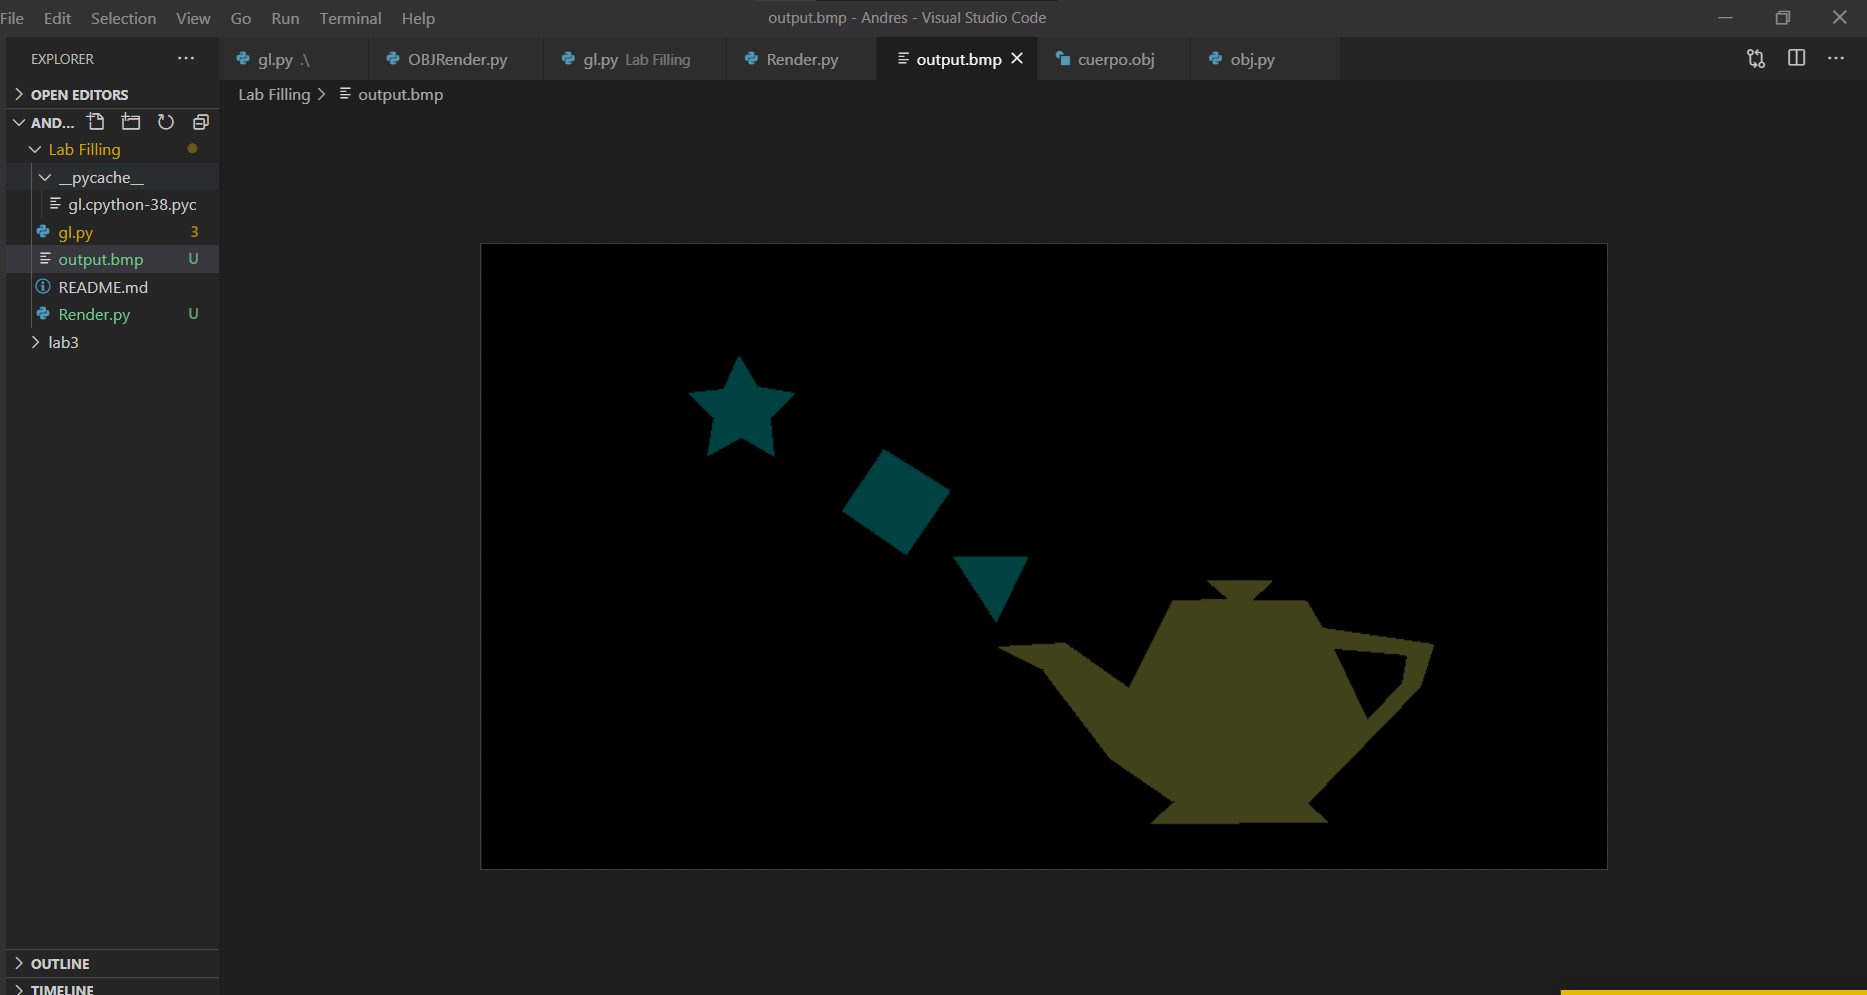 File Edit Selection View Go Run Terminal Help
output.bmp - Andres - Visual Studio Code
EXPLORER
gl.py .\
OBJRender.py
gl.py Lab Filling
Render.py
output.bmp
cuerpo.obj
obj.py
Lab Filling > output.bmp
OPEN EDITORS
AND...
Lab Filling
__pycache__
gl.cpython-38.pyc
gl.py 3
output.bmp U
README.md
Render.py U
lab3
OUTLINE
TIMELINE